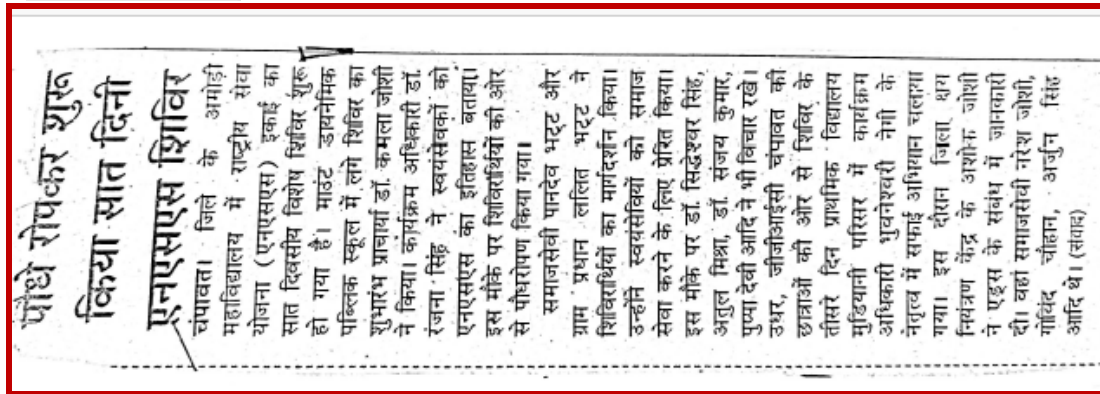 पौधे रोपकर शुरू
किया सात दिनी
एनएसएस शिविर
चंपावत। जिले के अमोड़ी
महाविद्यालय में राष्ट्रीय सेवा
योजना (एनएसएस) इकाई का
सात दिवसीय विशेष शिविर शुरू
हो गया है। माउंट डायनमिक
पब्लिक स्कूल में लगे शिविर का
शुभारंभ प्राचार्या डॉ. कमला जोशी
ने किया। कार्यक्रम अधिकारी डॉ.
रंजना सिंह ने स्वयंसेवकों को
एनएसएस का इतिहास बताया।
इस मौके पर शिविरार्थियों की ओर
से पौधरोपण किया गया।
समाजसेवी पानदेव भट्ट और
ग्राम प्रधान ललित भट्ट ने
शिविरार्थियों का मार्गदर्शन किया।
उन्होंने स्वयंसेवियों को समाज
सेवा करने के लिए प्रेरित किया।
इस मौके पर डॉ. सिद्धेश्वर सिंह,
अतुल मिश्रा, डॉ. संजय कुमार,
पुष्पा देवी आदि ने भी विचार रखे।
उधर, जीजीआईसी चंपावत की
छात्राओं की ओर से शिविर के
तीसरे दिन प्राथमिक विद्यालय
मुडियानी परिसर में कार्यक्रम
अधिकारी भुवनेश्वरी नेगी के
नेतृत्व में सफाई अभियान चलाया
गया। इस दौरान जिला क्षय
नियंत्रण केंद्र के अशोक जोशी
ने एड्स के संबंध में जानकारी
दी। वहां समाजसेवी नरेश जोशी,
गोविंद चौहान, अर्जुन सिंह
आदि थे। (संवाद)